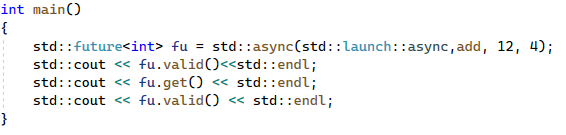 int main()
{
    std::future<int> fu = std::async(std::launch::async,add, 12, 4);
    std::cout << fu.valid()<<std::endl;
    std::cout << fu.get() << std::endl;
    std::cout << fu.valid() << std::endl;
}